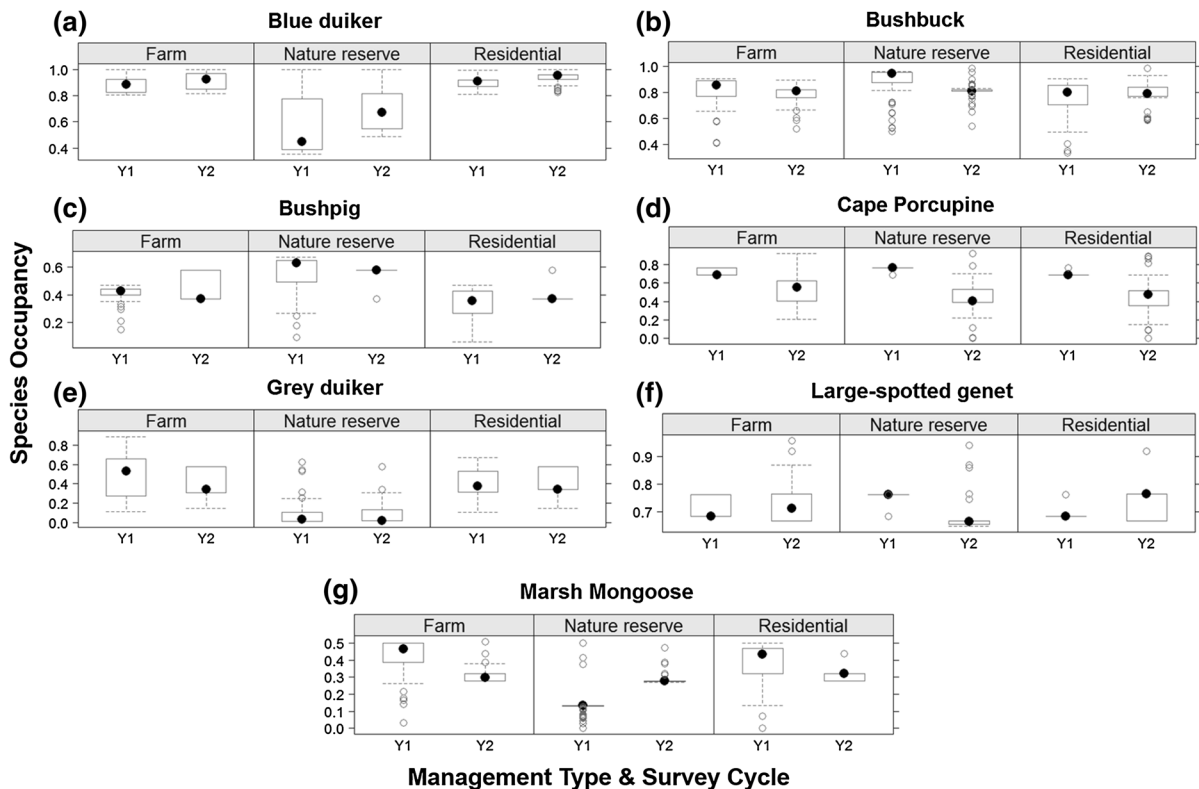 (a) Blue duiker
Farm Nature reserve Residential
1.0
0.8
0.6
0.4
Y1 Y2 Y1 Y2 Y1 Y2
(b) Bushbuck
Farm Nature reserve Residential
1.0
0.8
0.6
0.4
Y1 Y2 Y1 Y2 Y1 Y2
(c) Bushpig
Farm Nature reserve Residential
0.6
0.4
0.2
Y1 Y2 Y1 Y2 Y1 Y2
(d) Cape Porcupine
Farm Nature reserve Residential
0.8
0.6
0.4
0.2
0.0
Y1 Y2 Y1 Y2 Y1 Y2
Species Occupancy
(e) Grey duiker
Farm Nature reserve Residential
0.8
0.6
0.4
0.2
0.0
Y1 Y2 Y1 Y2 Y1 Y2
(f) Large-spotted genet
Farm Nature reserve Residential
0.9
0.8
0.7
Y1 Y2 Y1 Y2 Y1 Y2
(g) Marsh Mongoose
Farm Nature reserve Residential
0.5
0.4
0.3
0.2
0.1
0.0
Y1 Y2 Y1 Y2 Y1 Y2
Management Type & Survey Cycle